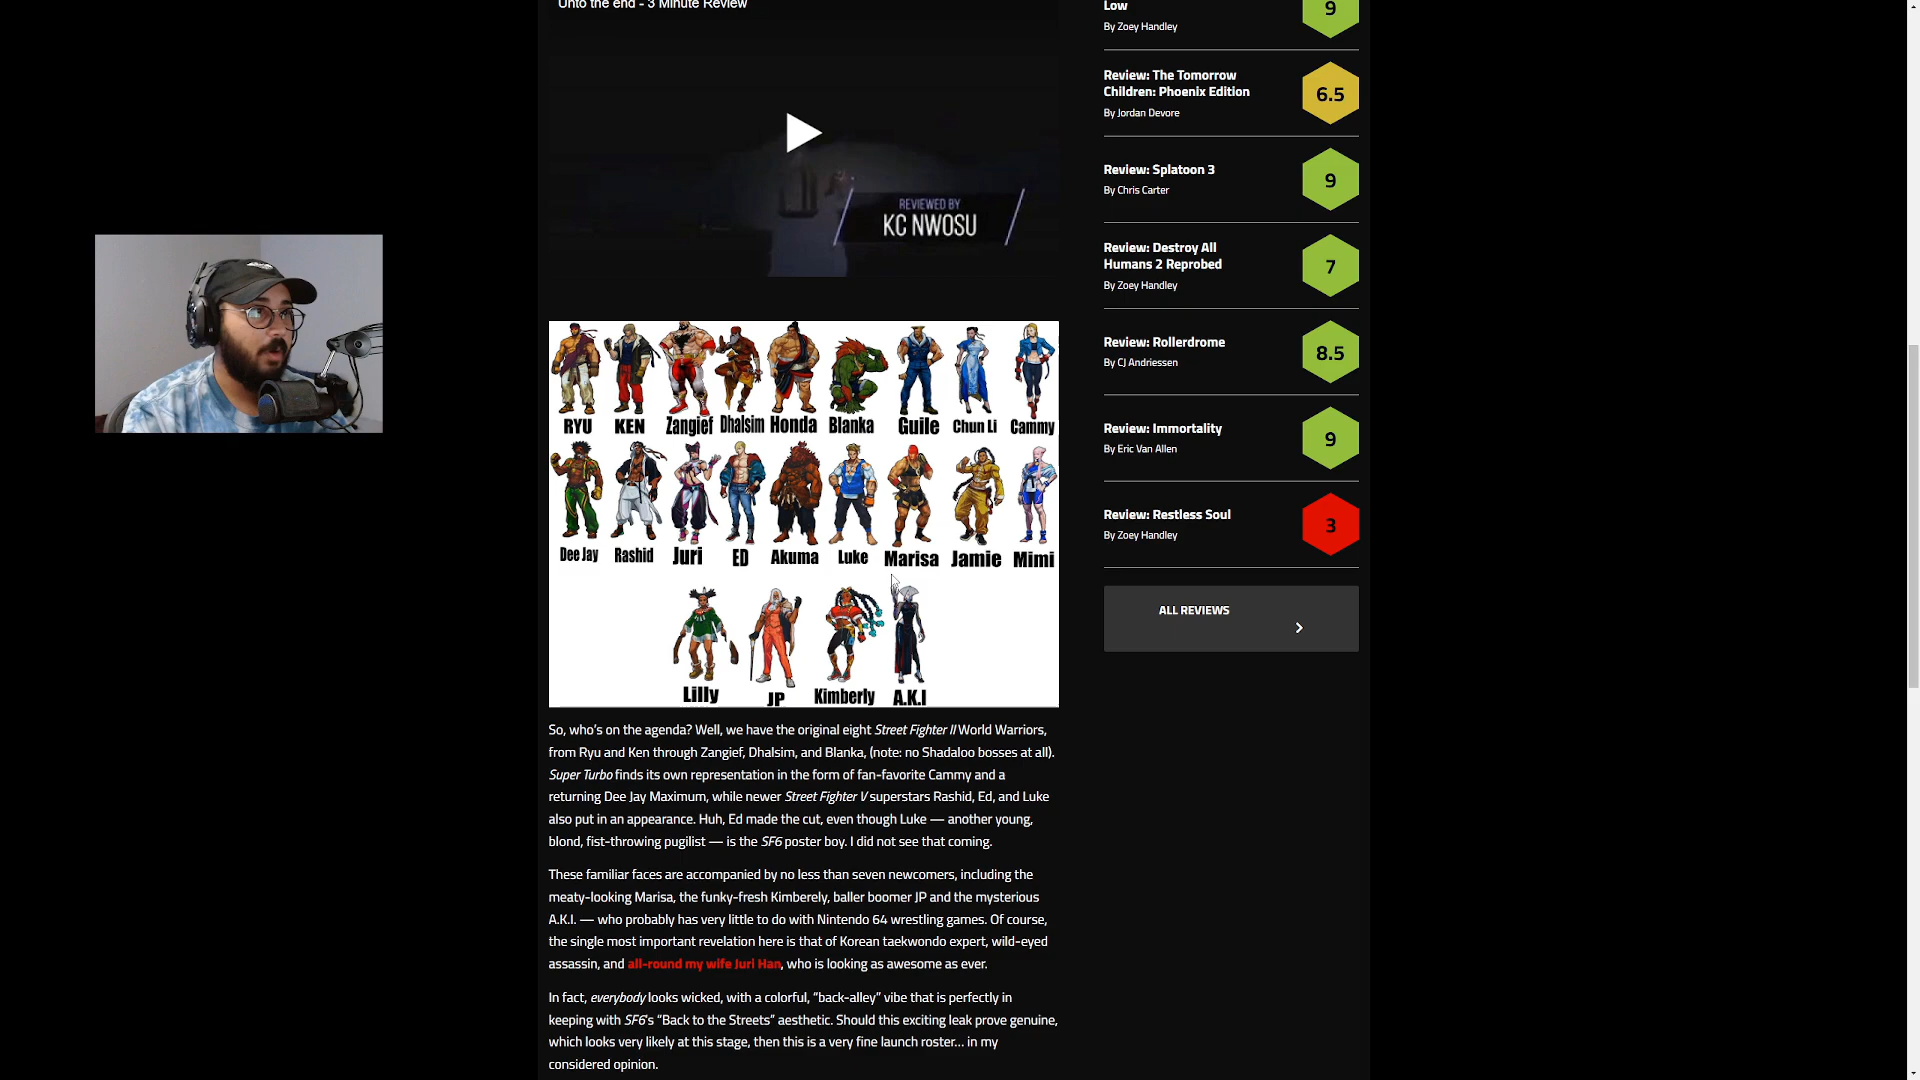 Unto the end - 3 Minute Review
REVIEWED BY
KC NWOSU
RYU KEN Zangief Dhalsim Honda Blanka Guile Chun Li Cammy
Dee Jay Rashid Juri ED Akuma Luke Marisa Jamie Mimi
Lilly JP Kimberly A.K.I
So, who's on the agenda? Well, we have the original eight Street Fighter II World Warriors,
from Ryu and Ken through Zangief, Dhalsim, and Blanka, (note: no Shadaloo bosses at all).
Super Turbo finds its own representation in the form of fan-favorite Cammy and a
returning Dee Jay Maximum, while newer Street Fighter V superstars Rashid, Ed, and Luke
also put in an appearance. Huh, Ed made the cut, even though Luke — another young,
blond, fist-throwing pugilist — is the SF6 poster boy. I did not see that coming.
These familiar faces are accompanied by no less than seven newcomers, including the
meaty-looking Marisa, the funky-fresh Kimberely, baller boomer JP and the mysterious
A.K.I. — who probably has very little to do with Nintendo 64 wrestling games. Of course,
the single most important revelation here is that of Korean taekwondo expert, wild-eyed
assassin, and all-round my wife Juri Han, who is looking as awesome as ever.
In fact, everybody looks wicked, with a colorful, "back-alley" vibe that is perfectly in
keeping with SF6's "Back to the Streets" aesthetic. Should this exciting leak prove genuine,
which looks very likely at this stage, then this is a very fine launch roster... in my
considered opinion.
Low
By Zoey Handley
9
Review: The Tomorrow
Children: Phoenix Edition
By Jordan Devore
6.5
Review: Splatoon 3
By Chris Carter
9
Review: Destroy All
Humans 2 Reprobed
By Zoey Handley
7
Review: Rollerdrome
By CJ Andriessen
8.5
Review: Immortality
By Eric Van Allen
9
Review: Restless Soul
By Zoey Handley
3
ALL REVIEWS